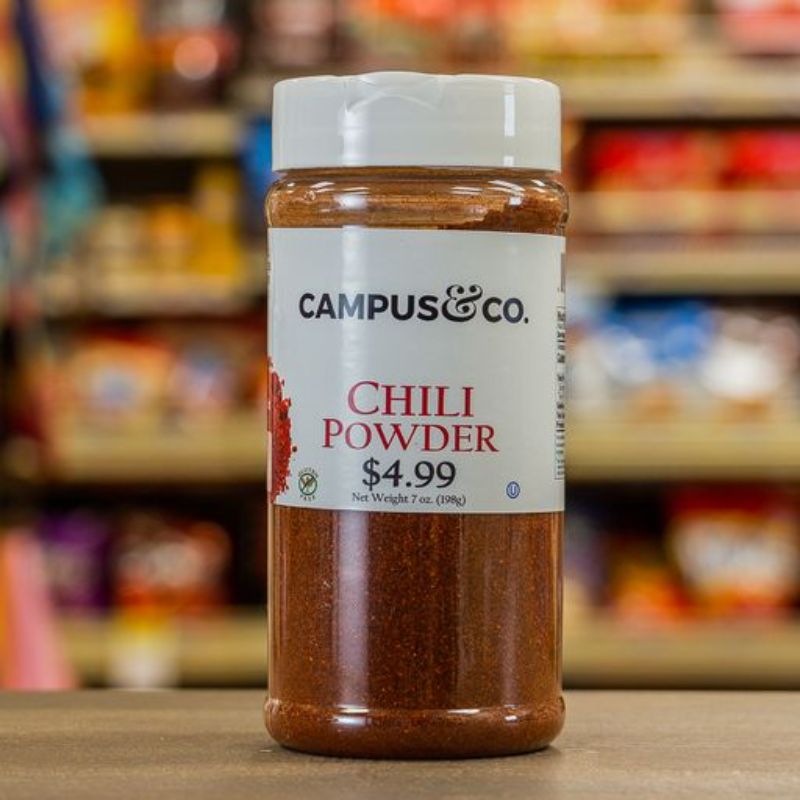 CAMPUS&CO.
CHILI
POWDER
$4.99
Net Weight 7 oz. (198g)
U